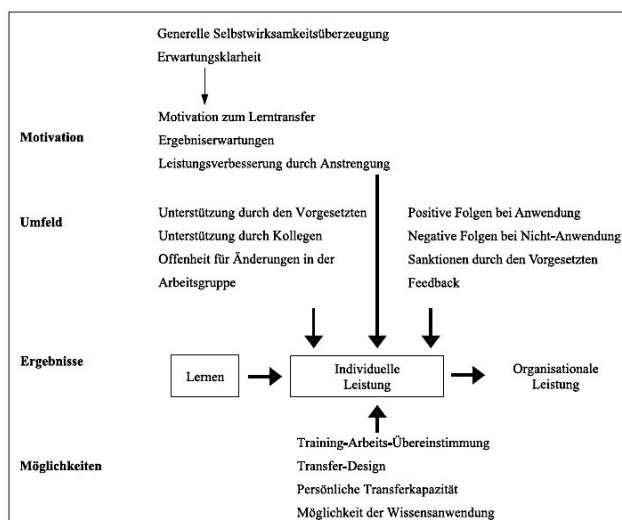 Generelle Selbstwirksamkeitsüberzeugung
Erwartungsklarheit
Motivation
Motivation zum Lerntransfer
Ergebniserwartungen
Leistungsverbesserung durch Anstrengung
Umfeld
Unterstützung durch den Vorgesetzten
Unterstützung durch Kollegen
Offenheit für Änderungen in der
Arbeitsgruppe
Positive Folgen bei Anwendung
Negative Folgen bei Nicht-Anwendung
Sanktionen durch den Vorgesetzten
Feedback
Ergebnisse
Lernen
Individuelle
Leistung
Organisationale
Leistung
Möglichkeiten
Training-Arbeits-Übereinstimmung
Transfer-Design
Persönliche Transferkapazität
Möglichkeit der Wissensanwendung